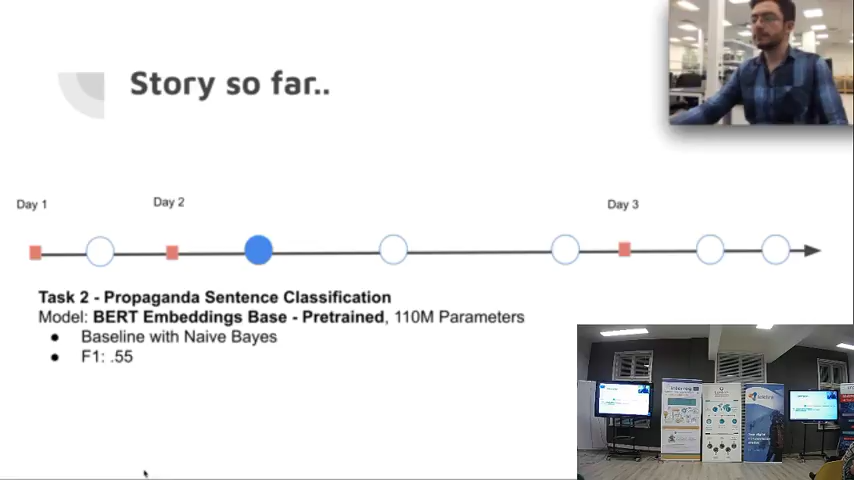 Story so far..
Day 1
Day 2
Day 3
Task 2 - Propaganda Sentence Classification
Model: BERT Embeddings Base - Pretrained, 110M Parameters
● Baseline with Naive Bayes
● F1: .55